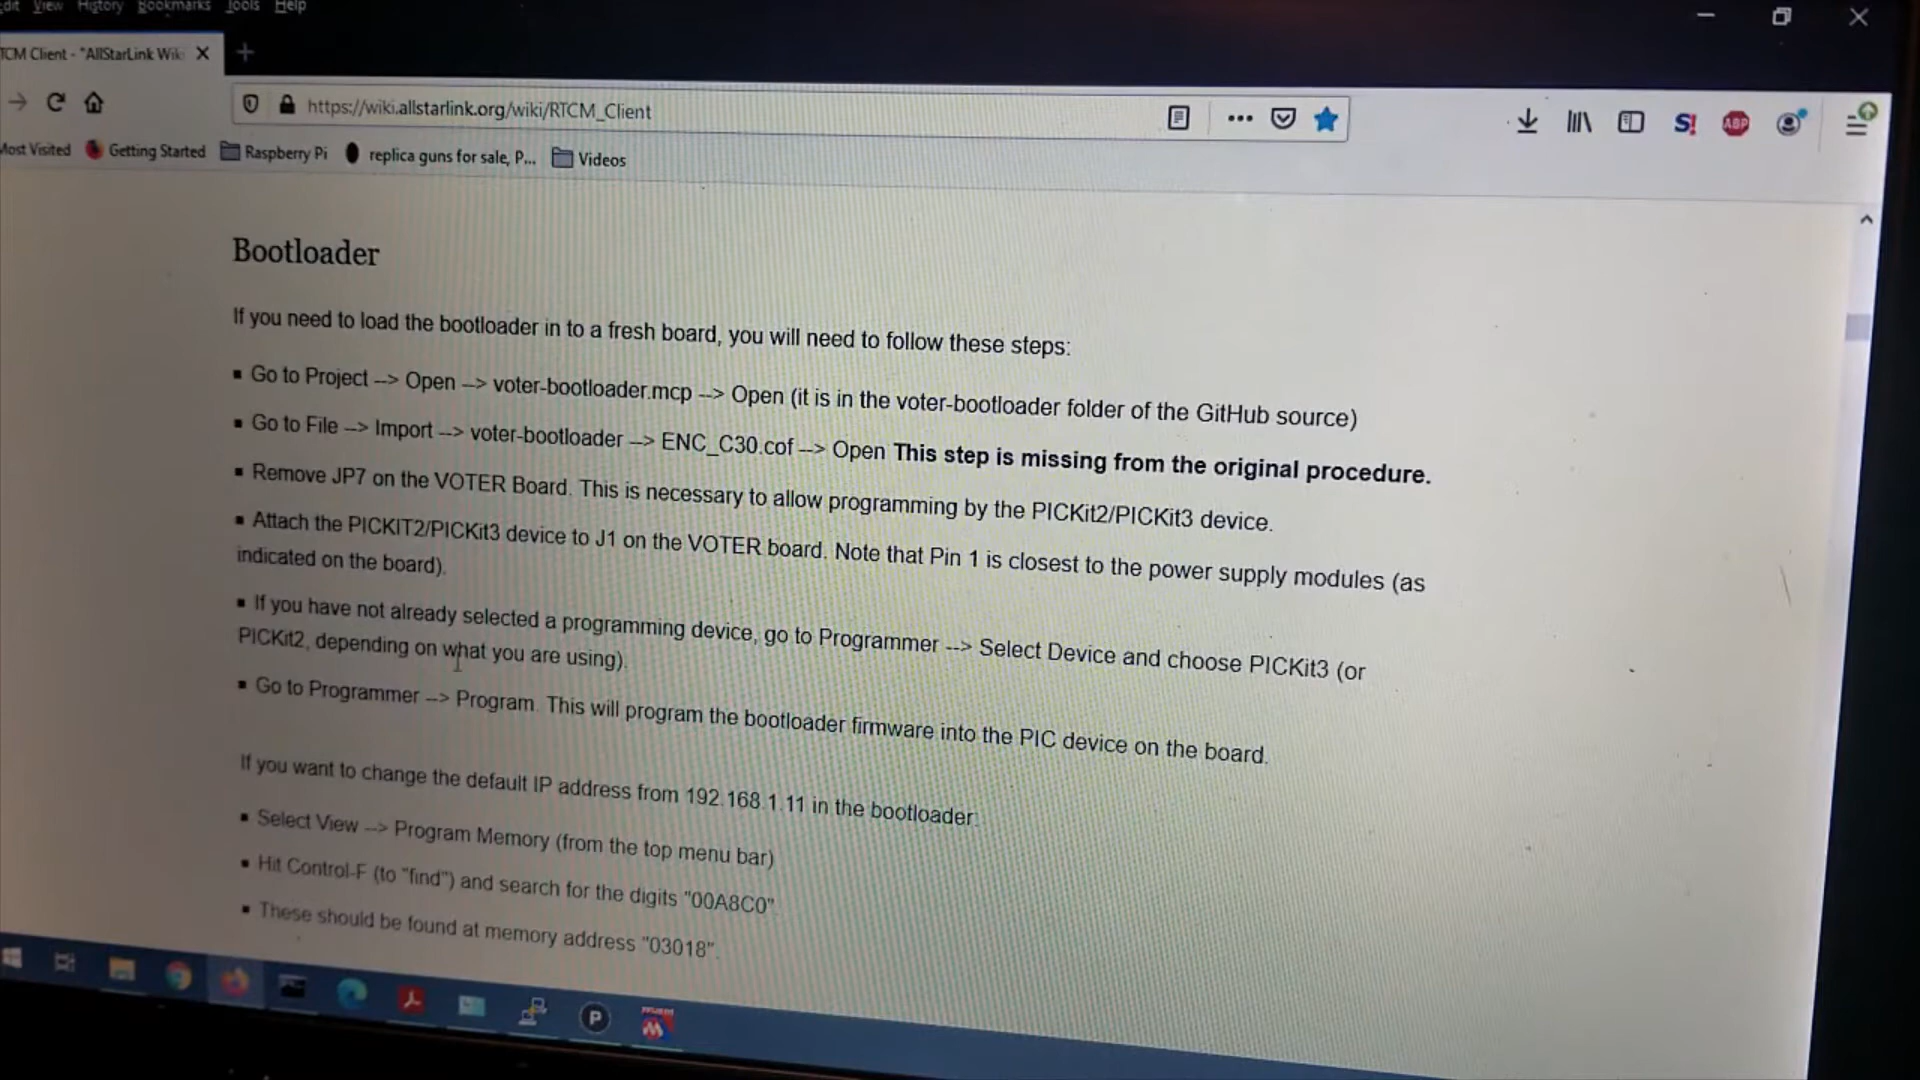 Edit View History Bookmarks Tools Help
RTCM Client - "AllStarLink Wiki
https://wiki.allstarlink.org/wiki/RTCM_Client
S!
ABP
Most Visited Getting Started Raspberry Pi replica guns for sale, P... Videos
Bootloader
If you need to load the bootloader in to a fresh board, you will need to follow these steps:
Go to Project --> Open --> voter-bootloader.mcp --> Open (it is in the voter-bootloader folder of the GitHub source)
Go to File --> Import --> voter-bootloader --> ENC_C30.cof --> Open This step is missing from the original procedure.
Remove JP7 on the VOTER Board. This is necessary to allow programming by the PICKit2/PICKit3 device.
Attach the PICKIT2/PICKit3 device to J1 on the VOTER board. Note that Pin 1 is closest to the power supply modules (as
indicated on the board).
If you have not already selected a programming device, go to Programmer --> Select Device and choose PICKit3 (or
PICKit2, depending on what you are using).
Go to Programmer --> Program. This will program the bootloader firmware into the PIC device on the board.
If you want to change the default IP address from 192.168.1.11 in the bootloader:
Select View --> Program Memory (from the top menu bar)
Hit Control-F (to "find") and search for the digits "00A8C0".
These should be found at memory address "03018".
P